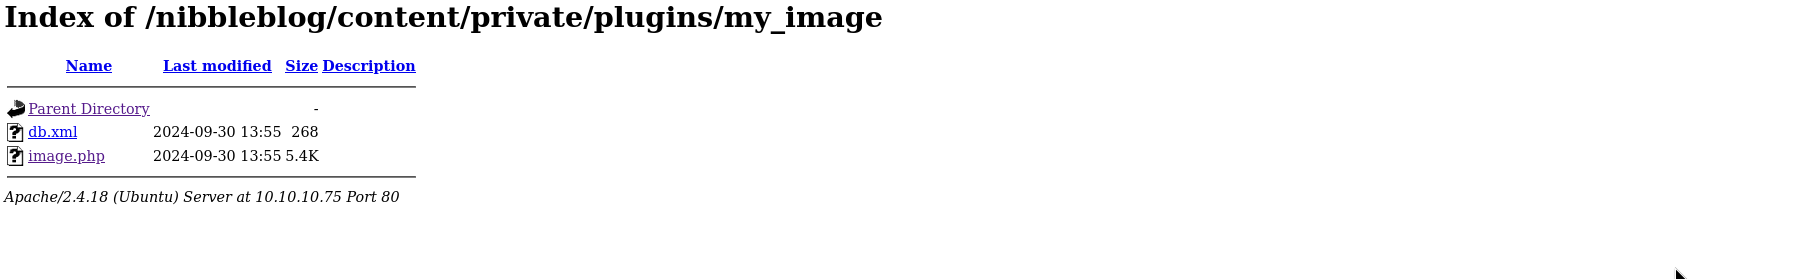 Index of /nibbleblog/content/private/plugins/my_image
Name Last modified Size Description
Parent Directory -
db.xml 2024-09-30 13:55 268
image.php 2024-09-30 13:55 5.4K
Apache/2.4.18 (Ubuntu) Server at 10.10.10.75 Port 80